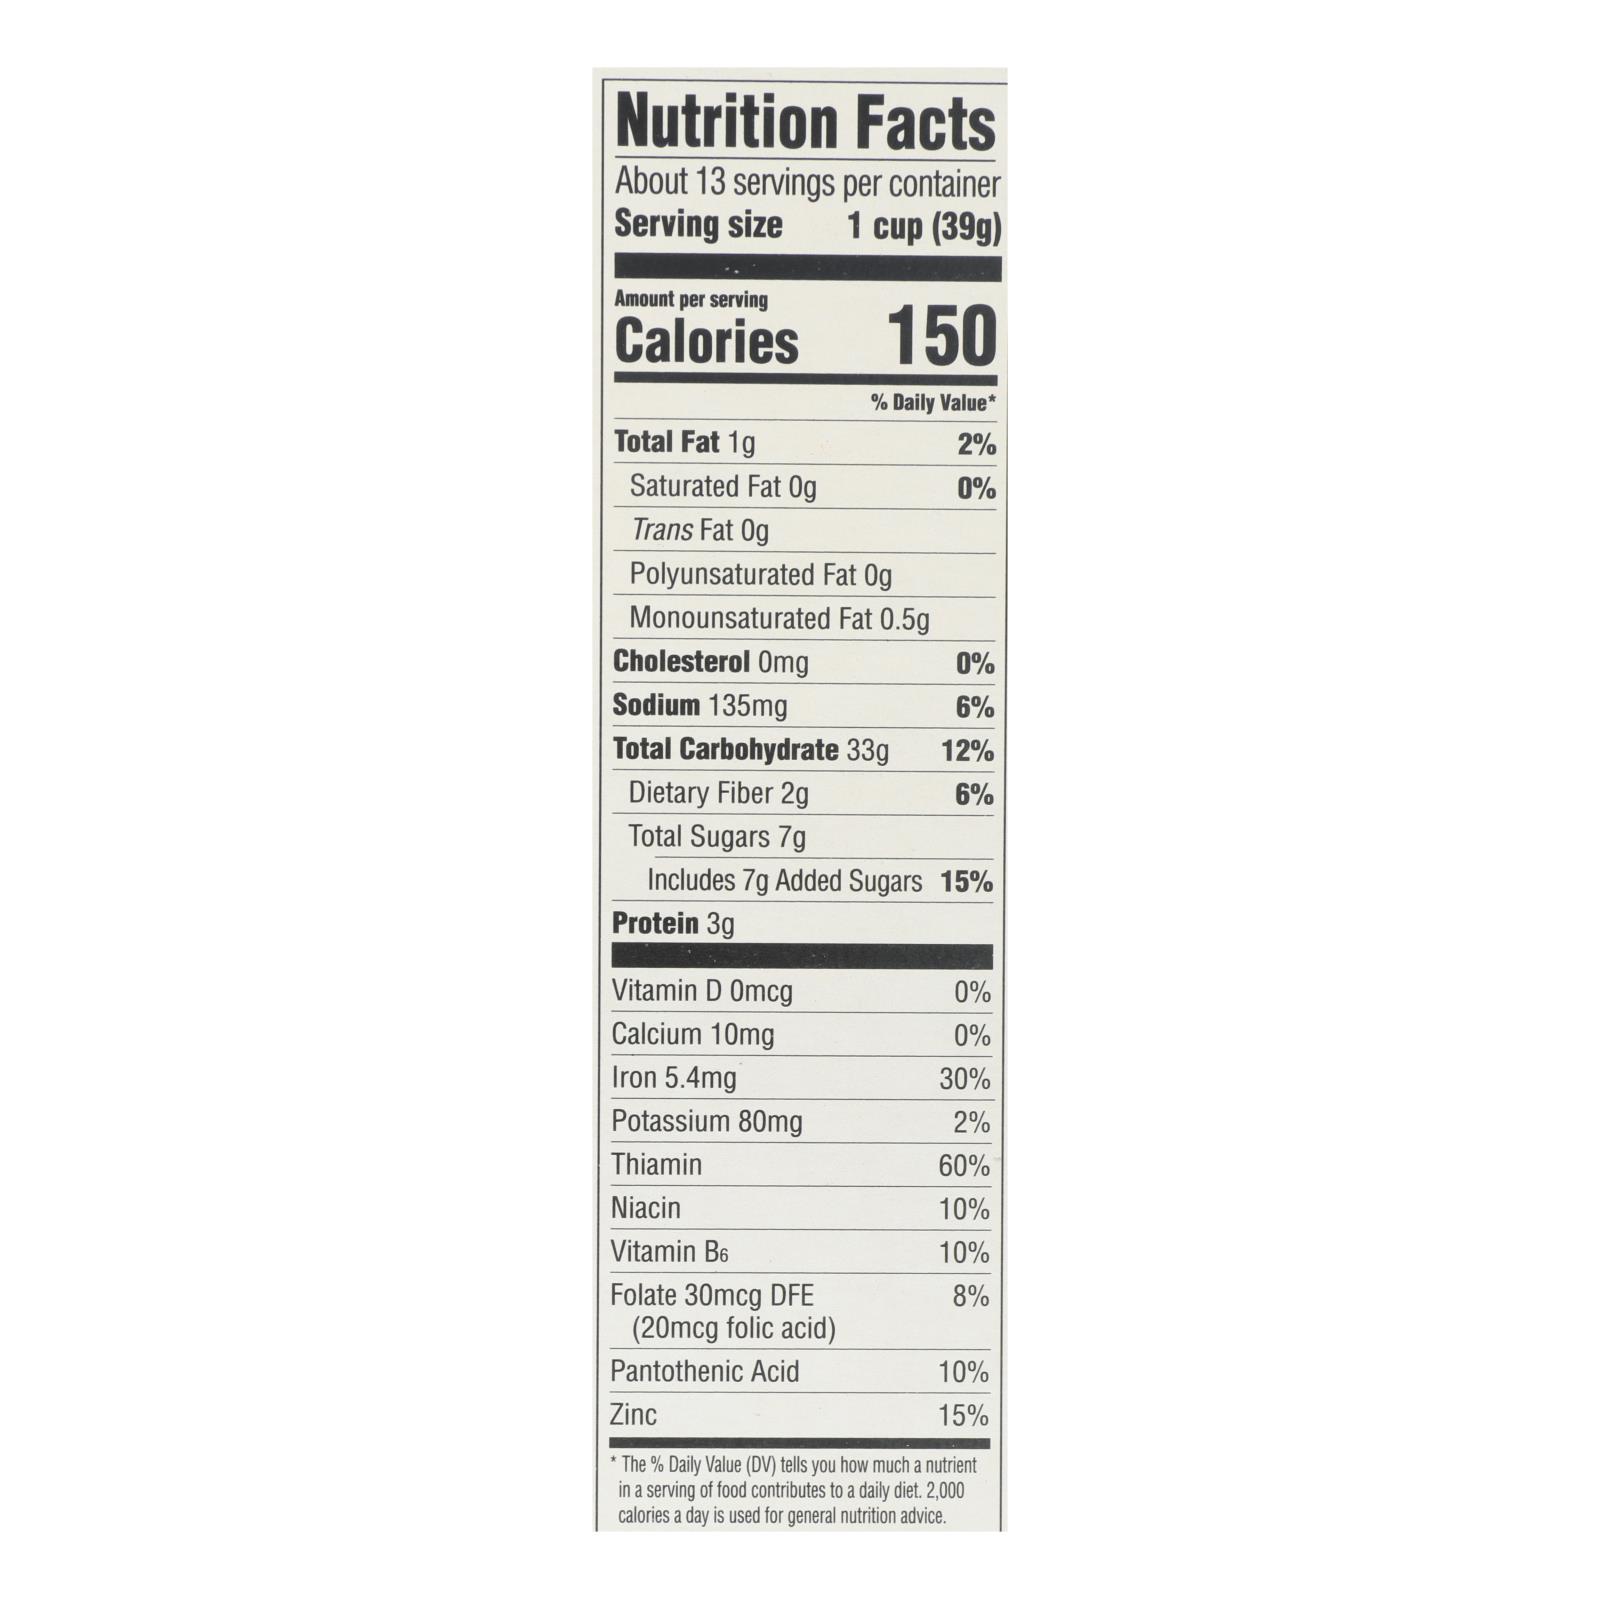 Nutrition Facts
About 13 servings per container
Serving size 1 cup (39g)
Amount per serving
Calories 150
% Daily Value*
Total Fat 1g 2%
Saturated Fat 0g 0%
Trans Fat 0g
Polyunsaturated Fat 0g
Monounsaturated Fat 0.5g
Cholesterol 0mg 0%
Sodium 135mg 6%
Total Carbohydrate 33g 12%
Dietary Fiber 2g 6%
Total Sugars 7g
Includes 7g Added Sugars 15%
Protein 3g
Vitamin D 0mcg 0%
Calcium 10mg 0%
Iron 5.4mg 30%
Potassium 80mg 2%
Thiamin 60%
Niacin 10%
Vitamin B6 10%
Folate 30mcg DFE 8%
(20mcg folic acid)
Pantothenic Acid 10%
Zinc 15%
* The % Daily Value (DV) tells you how much a nutrient
in a serving of food contributes to a daily diet. 2,000
calories a day is used for general nutrition advice.